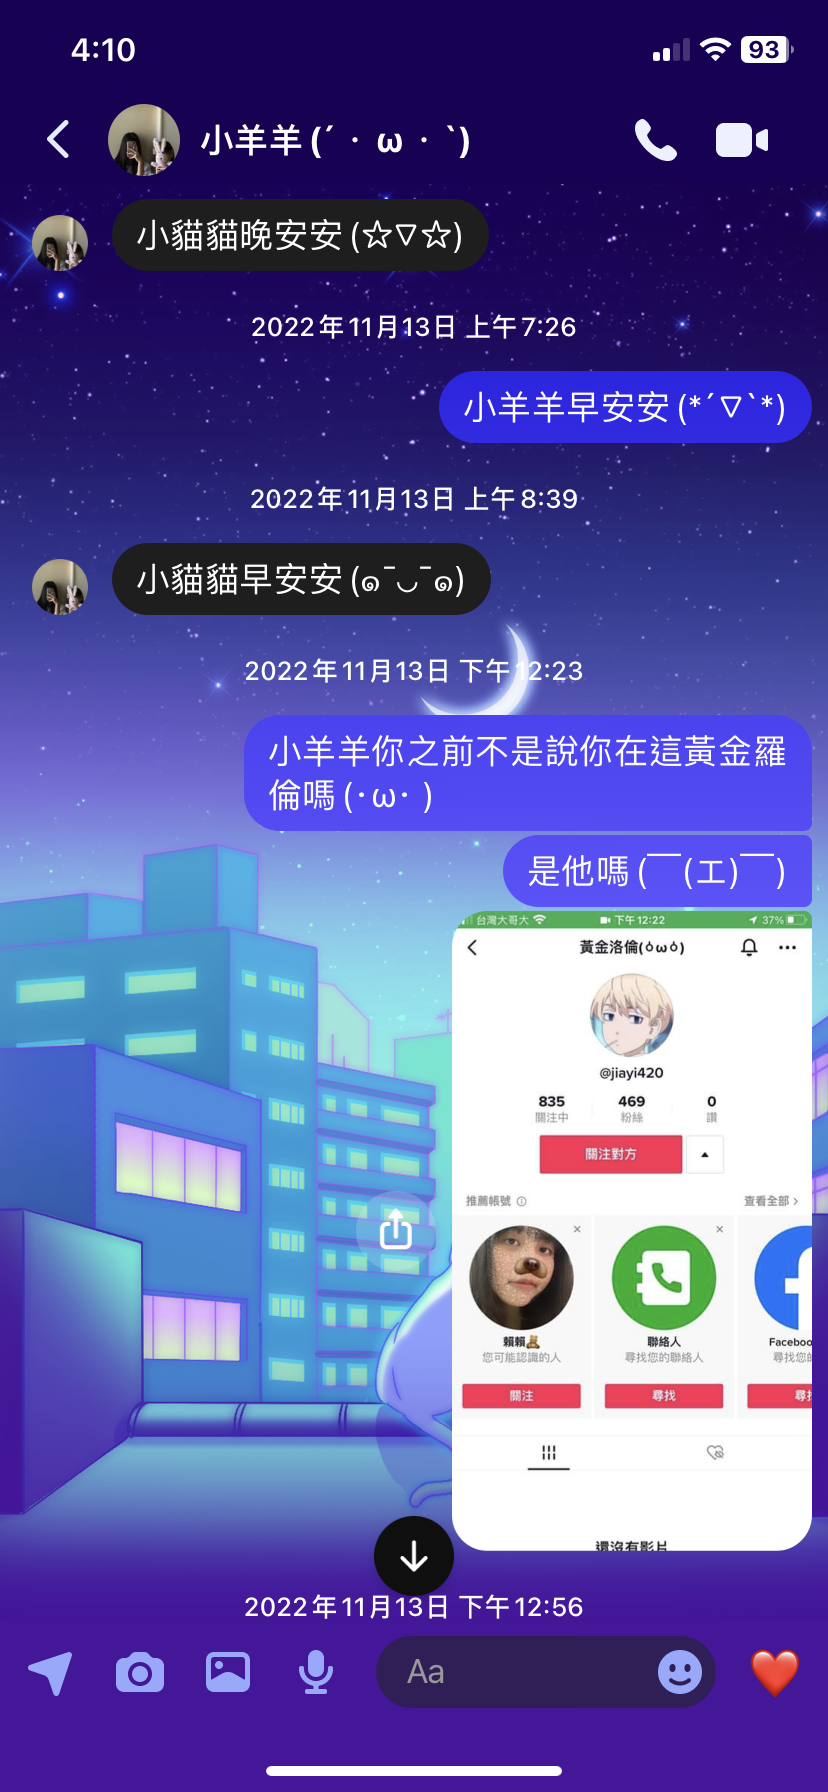 4:10
93
小羊羊(´・ω・`)
小貓貓晚安安(☆▽☆)
2022年11月13日 上午7:26
小羊羊早安安(*´▽`*)
2022年11月13日 上午8:39
小貓貓早安安(๑¯◡¯๑)
2022年11月13日 下午12:23
小羊羊你之前不是說你在這黃金羅
倫嗎(･ω･ )
是他嗎(￣(エ)￣)
台灣大哥大
下午12:22
37%
黃金洛倫(ŏωŏ)
@jiayi420
835 469 0
關注中 粉絲 讚
關注對方
推薦帳號 查看全部
賴賴🧸 聯絡人 Faceboo
您可能認識的人 尋找您的聯絡人 尋找您
關注 尋找 尋
還沒有影片
2022年11月13日 下午12:56
Aa